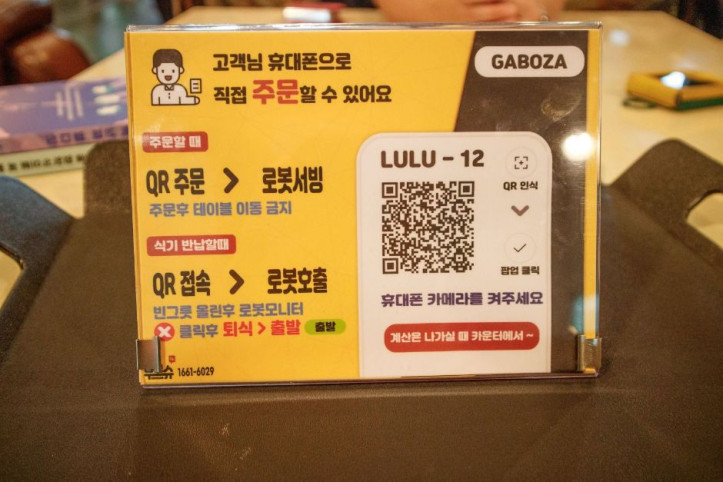 고객님 휴대폰으로
직접 주문할 수 있어요
GABOZA
주문할 때
QR 주문 > 로봇서빙
주문후 테이블 이동 금지
식기 반납할때
QR 접속 > 로봇호출
빈그릇 올린후 로봇모니터
클릭후 퇴식 > 출발 출발
1661-6029
LULU - 12
QR 인식
팝업 클릭
휴대폰 카메라를 켜주세요
계산은 나가실 때 카운터에서 ~